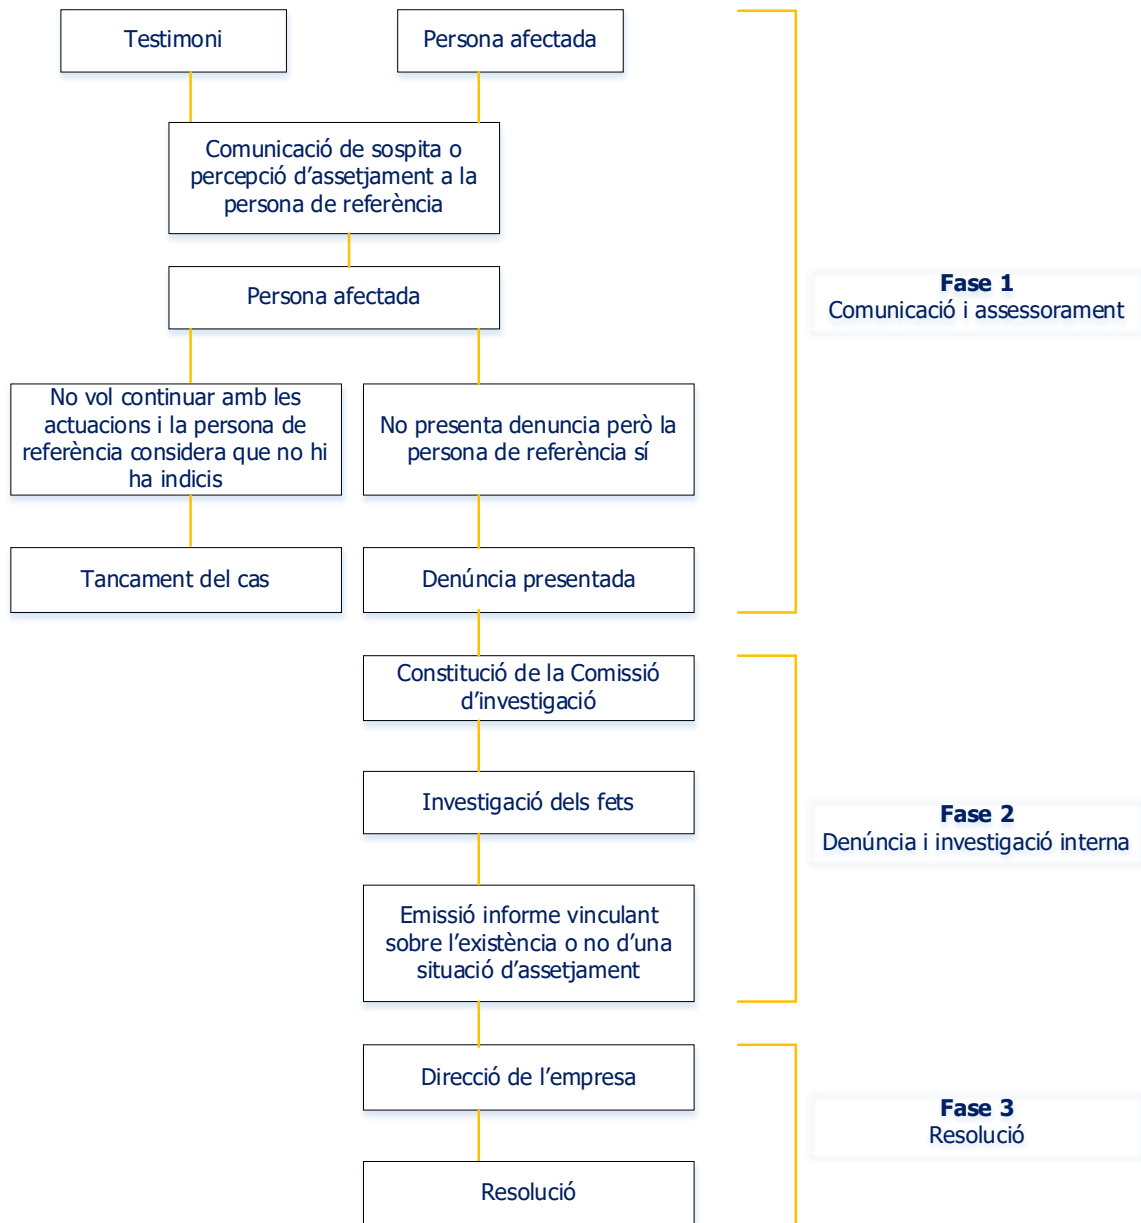 Testimoni
Persona afectada
Comunicació de sospita o
percepció d’assetjament a la
persona de referència
Persona afectada
Fase 1
Comunicació i assessorament
No vol continuar amb les
actuacions i la persona de
referència considera que no hi
ha indicis
No presenta denuncia però la
persona de referència sí
Tancament del cas
Denúncia presentada
Constitució de la Comissió
d’investigació
Investigació dels fets
Fase 2
Denúncia i investigació interna
Emissió informe vinculant
sobre l’existència o no d’una
situació d’assetjament
Direcció de l’empresa
Fase 3
Resolució
Resolució